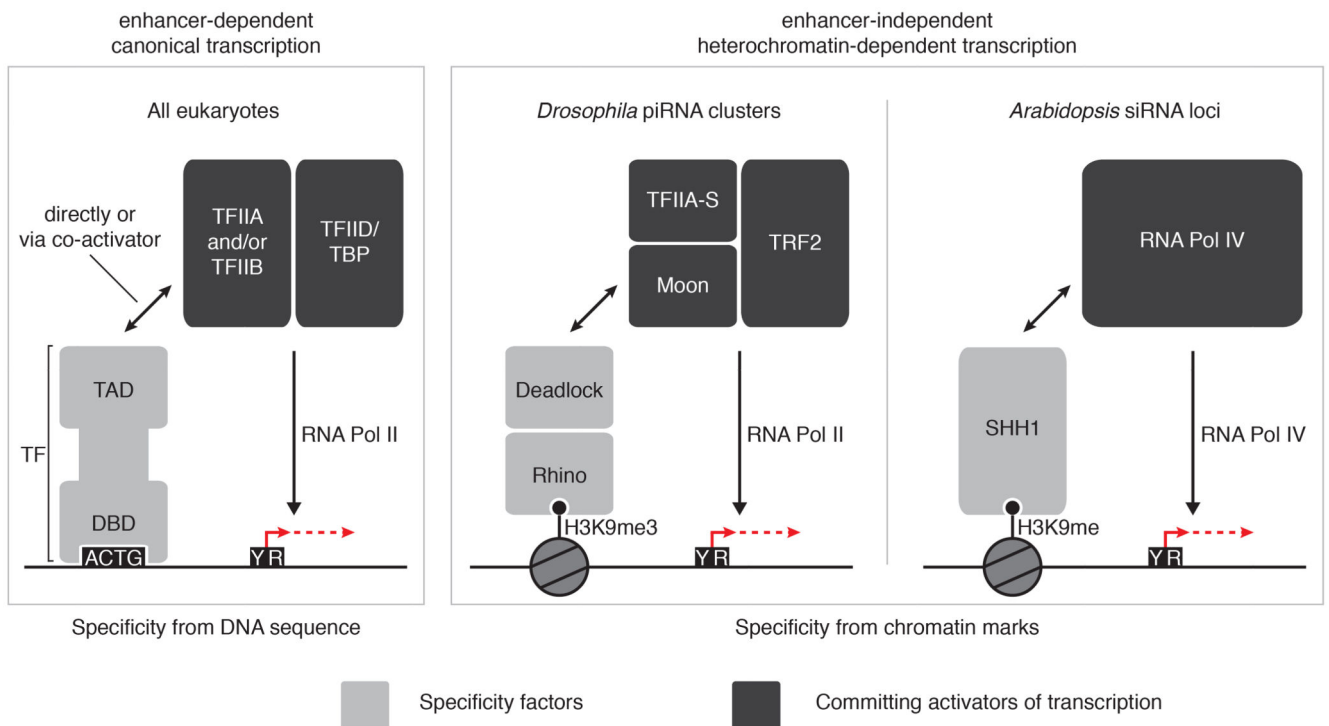 enhancer-dependent
canonical transcription
enhancer-independent
heterochromatin-dependent transcription
All eukaryotes
directly or
via co-activator
TFIIA
and/or
TFIIB
TFIID/
TBP
TF
TAD
DBD
ACTG
RNA Pol II
YR
Drosophila piRNA clusters
TFIIA-S
Moon
TRF2
Deadlock
Rhino
H3K9me3
RNA Pol II
YR
Arabidopsis siRNA loci
RNA Pol IV
SHH1
H3K9me
RNA Pol IV
YR
Specificity from DNA sequence
Specificity from chromatin marks
Specificity factors
Committing activators of transcription